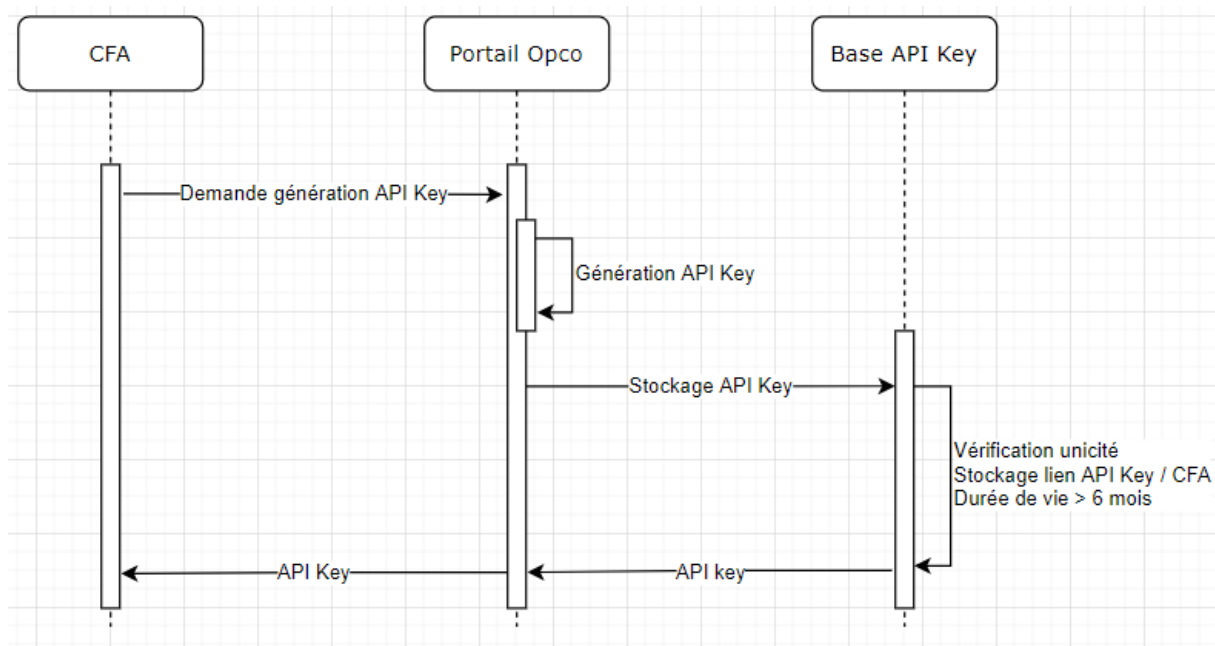 CFA
Portail Opco
Base API Key
Demande génération API Key
Génération API Key
Stockage API Key
Vérification unicité
Stockage lien API Key / CFA
Durée de vie > 6 mois
API Key
API key